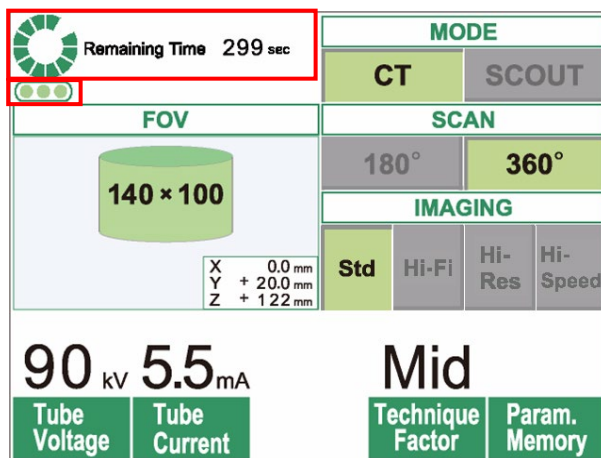 Remaining Time 299 sec
MODE
CT SCOUT
FOV
SCAN
140 × 100
180° 360°
IMAGING
X 0.0 mm
Y + 20.0 mm
Z + 122 mm
Std Hi-Fi Hi-
Res Hi-
Speed
90 kV 5.5 mA Mid
Tube
Voltage
Tube
Current
Technique
Factor
Param.
Memory